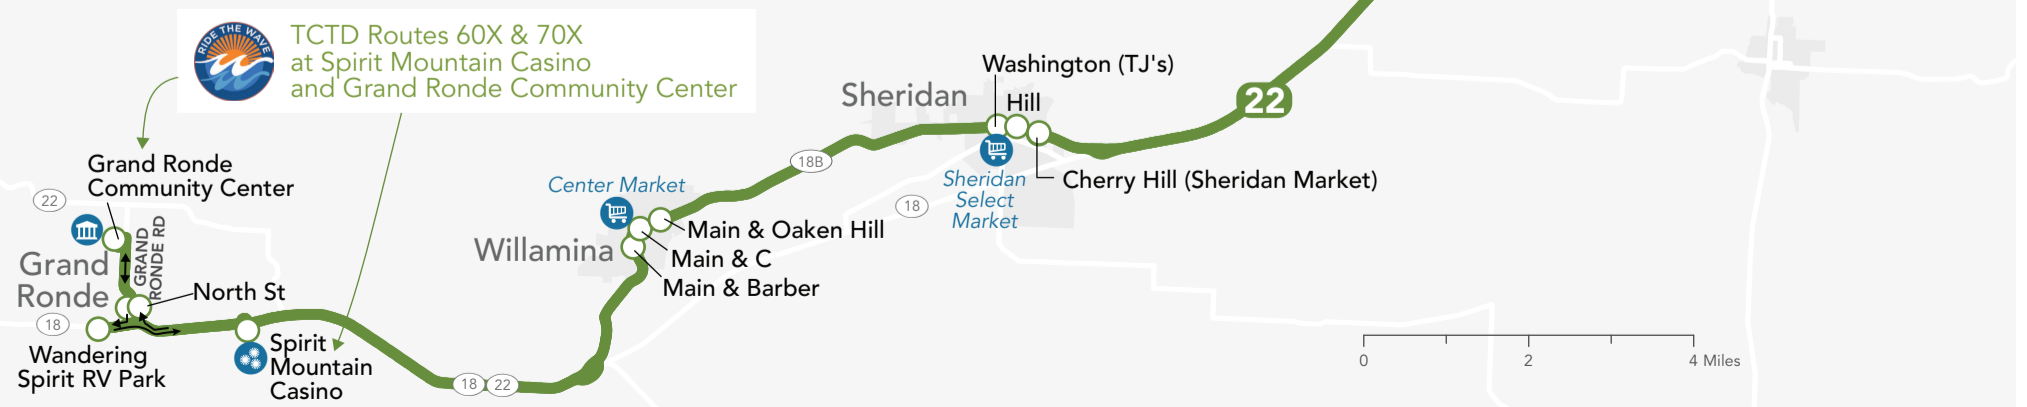 RIDE THE WAVE
TCTD Routes 60X & 70X
at Spirit Mountain Casino
and Grand Ronde Community Center
Washington (TJ's)
Sheridan
Hill
22
Grand Ronde
Community Center
22
18B
Center Market
Cherry Hill (Sheridan Market)
Sheridan
Select
Market
18
GRAND
RONDE RD
Main & Oaken Hill
Willamina
Main & C
Main & Barber
Grand
Ronde
North St
18
Wandering
Spirit RV Park
Spirit
Mountain
Casino
18
22
0
2
4 Miles